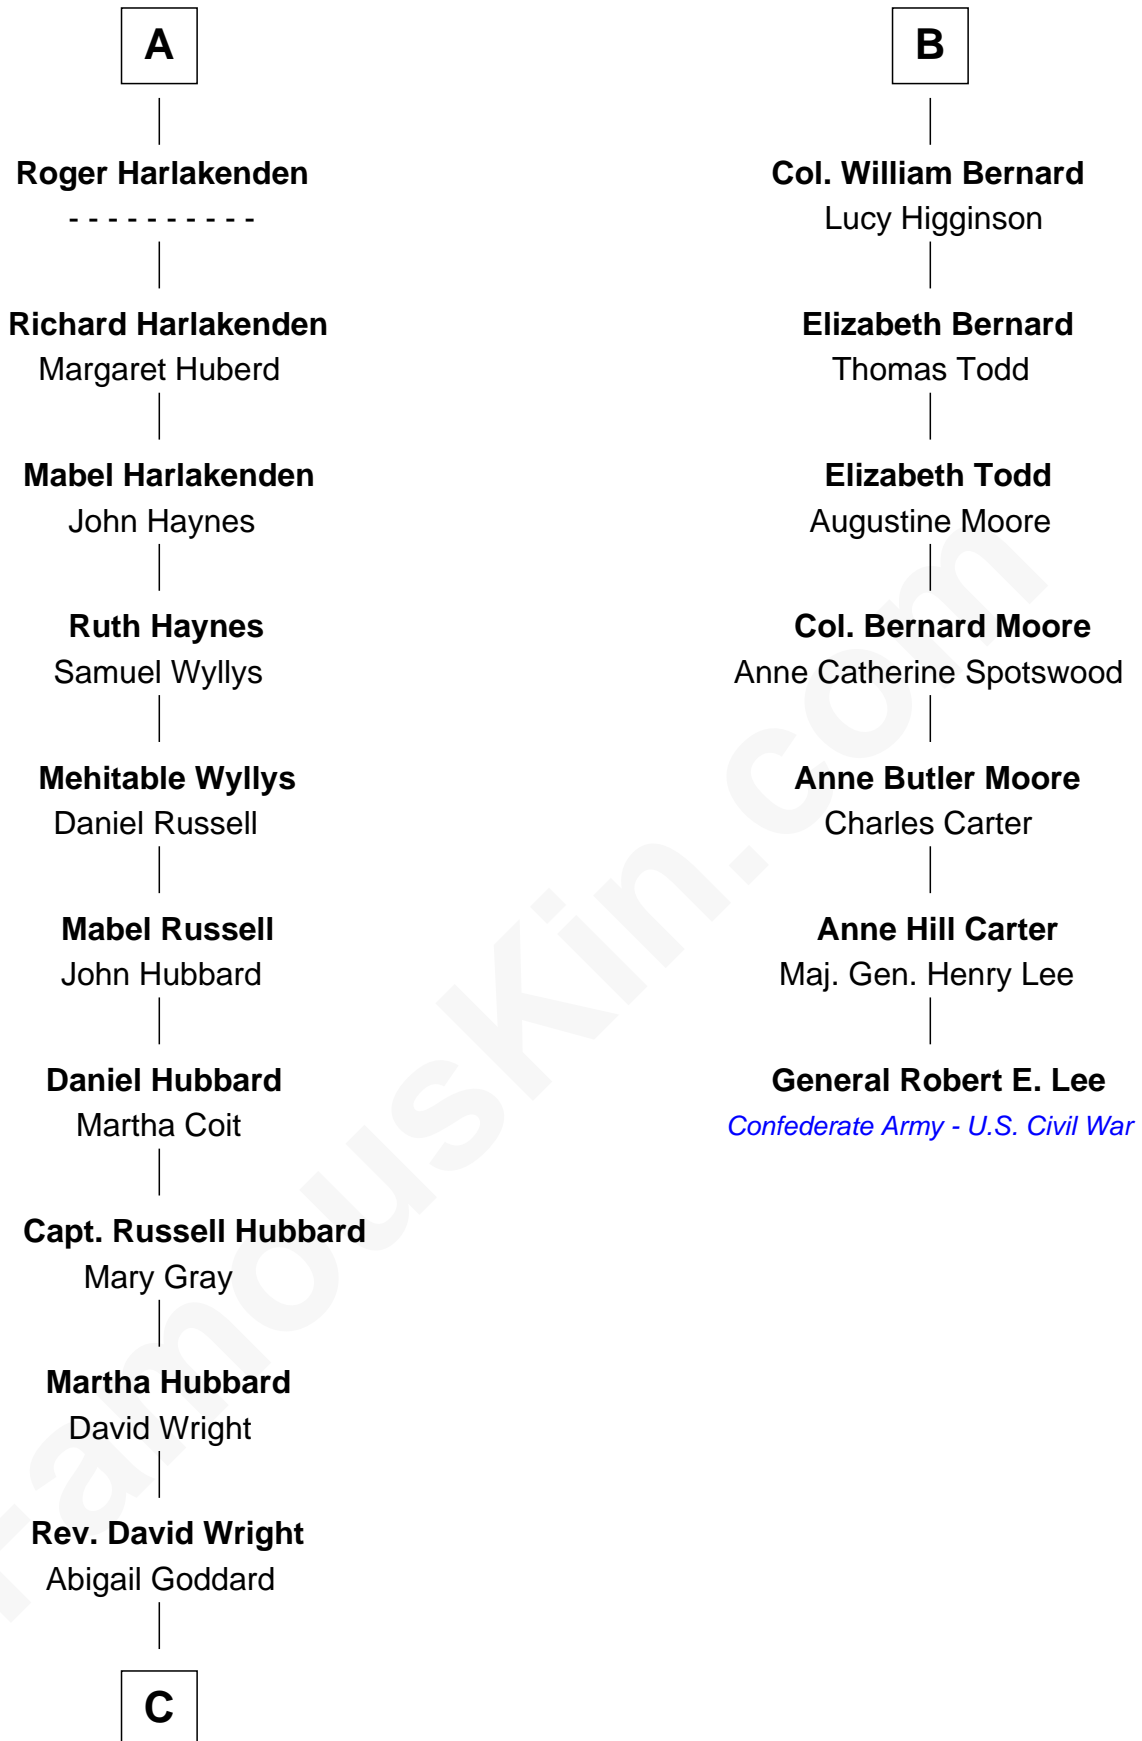 A
Roger Harlakenden
- - - - - - - - - -
Richard Harlakenden
Margaret Huberd
Mabel Harlakenden
John Haynes
Ruth Haynes
Samuel Wyllys
Mehitable Wyllys
Daniel Russell
Mabel Russell
John Hubbard
Daniel Hubbard
Martha Coit
Capt. Russell Hubbard
Mary Gray
Martha Hubbard
David Wright
Rev. David Wright
Abigail Goddard
C
B
Col. William Bernard
Lucy Higginson
Elizabeth Bernard
Thomas Todd
Elizabeth Todd
Augustine Moore
Col. Bernard Moore
Anne Catherine Spotswood
Anne Butler Moore
Charles Carter
Anne Hill Carter
Maj. Gen. Henry Lee
General Robert E. Lee
Confederate Army - U.S. Civil War
FamousKin.com